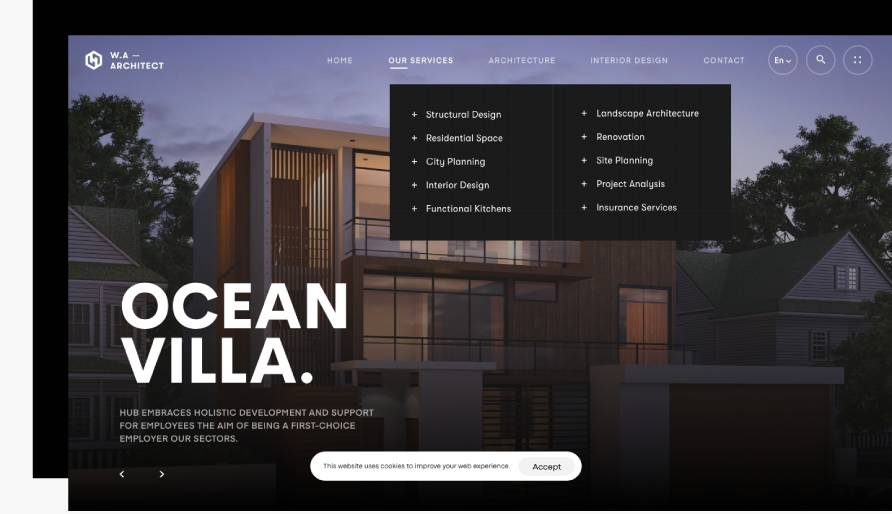 W.A —
ARCHITECT
HOME
OUR SERVICES
ARCHITECTURE
INTERIOR DESIGN
CONTACT
En
+ Structural Design
+ Residential Space
+ City Planning
+ Interior Design
+ Functional Kitchens
+ Landscape Architecture
+ Renovation
+ Site Planning
+ Project Analysis
+ Insurance Services
OCEAN
VILLA.
HUB EMBRACES HOLISTIC DEVELOPMENT AND SUPPORT
FOR EMPLOYEES THE AIM OF BEING A FIRST-CHOICE
EMPLOYER OUR SECTORS.
This website uses cookies to improve your web experience.
Accept